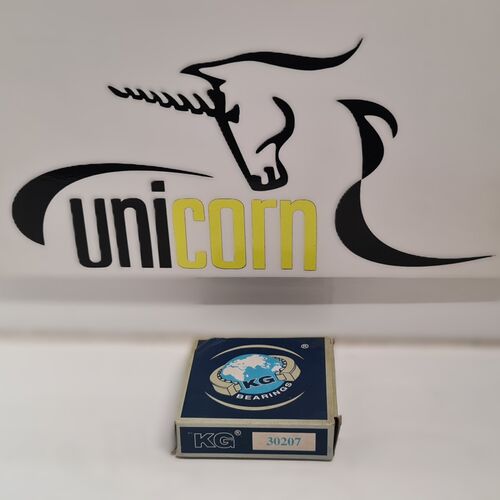 unicorn
®
KG
BEARINGS
KG® 30207